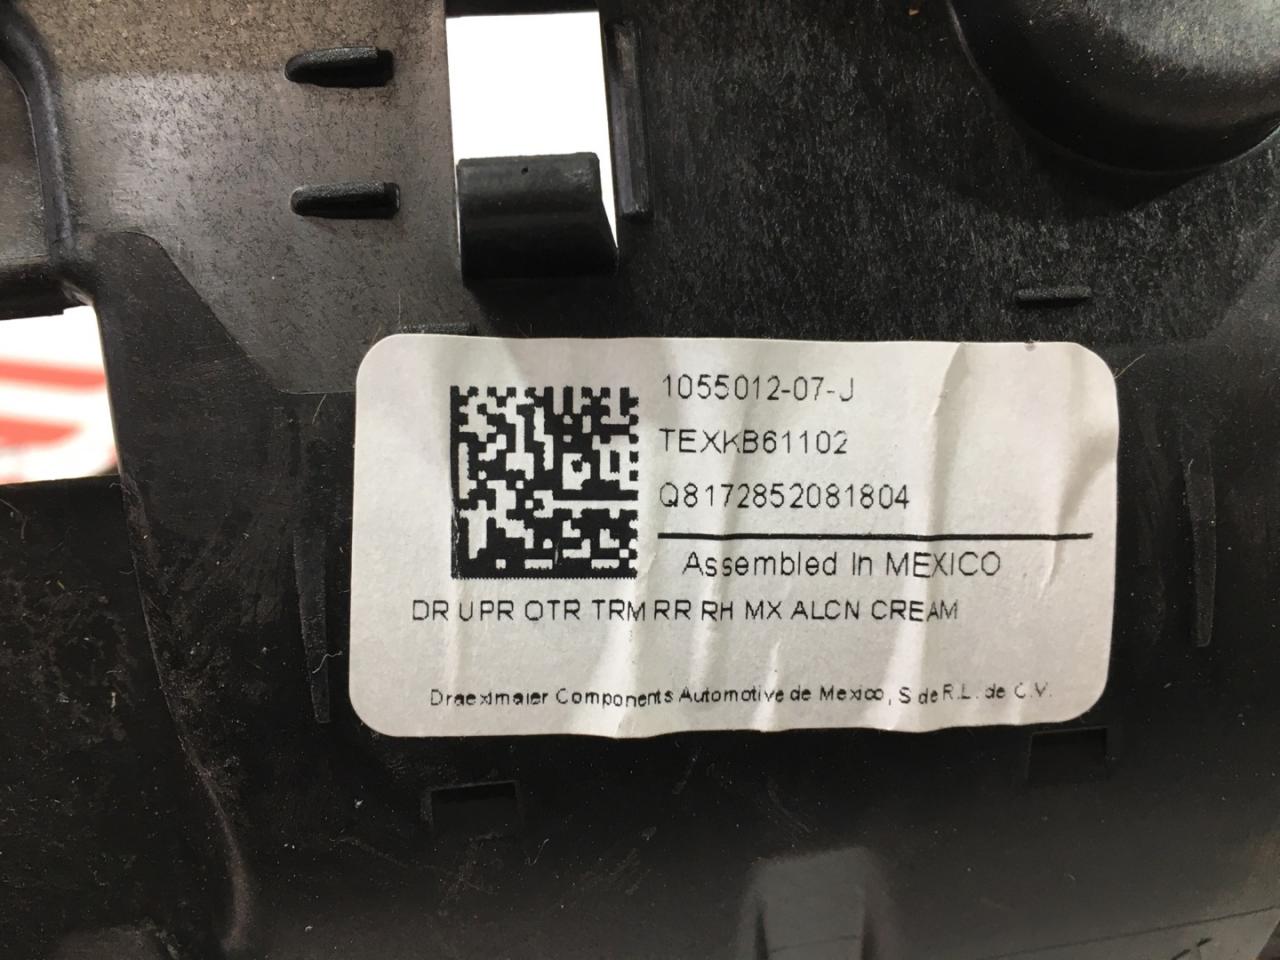 1055012-07-J
TEXKB61102
Q8172852081804
Assembled In MEXICO
DR UPR OTR TRM RR RH MX ALCN CREAM
Draexlmaier Components Automotive de Mexico, S de R.L. de C.V.